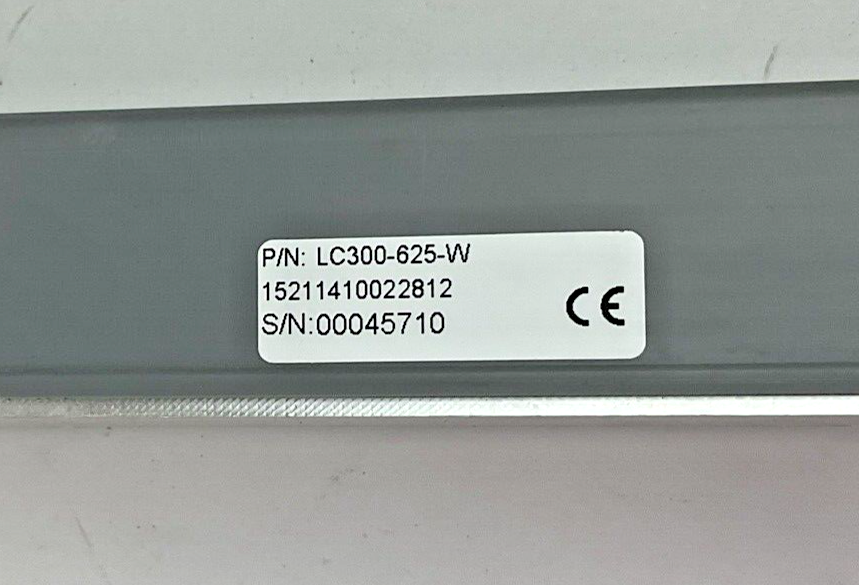 P/N: LC300-625-W
15211410022812
S/N:00045710
CE